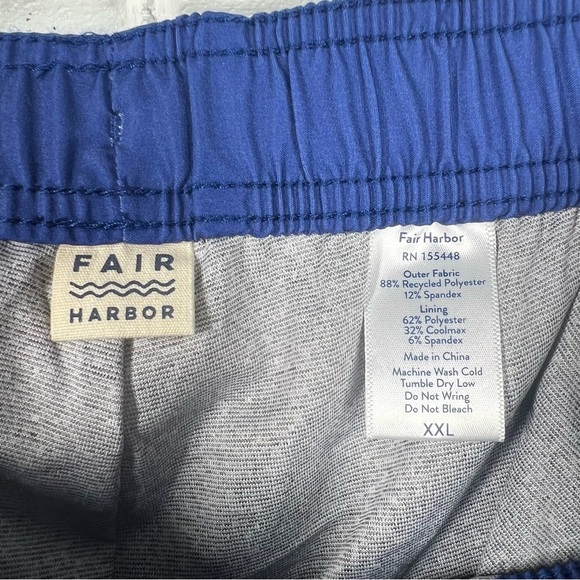 FAIR
HARBOR
Fair Harbor
RN 155448
Outer Fabric
88% Recycled Polyester
12% Spandex
Lining
62% Polyester
32% Coolmax
6% Spandex
Made in China
Machine Wash Cold
Tumble Dry Low
Do Not Wring
Do Not Bleach
XXL